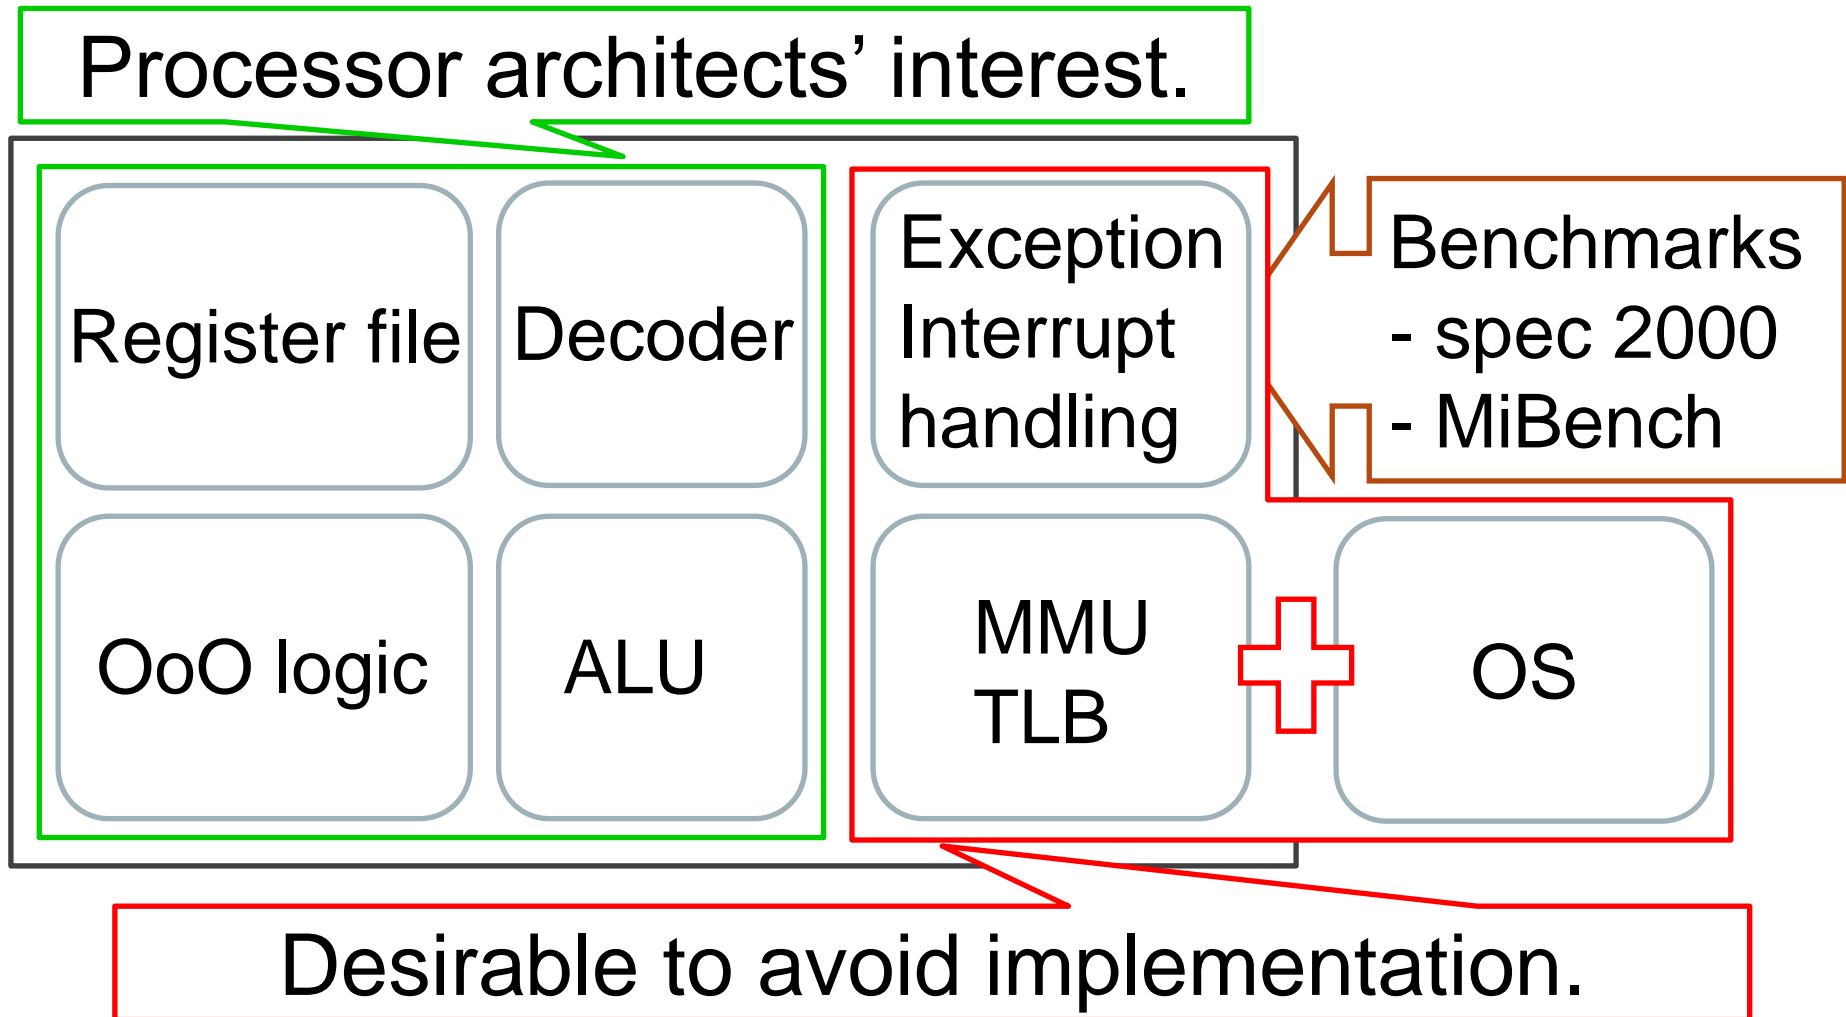 Processor architects’ interest.
Register file
Decoder
Exception
Interrupt
handling
Benchmarks
- spec 2000
- MiBench
OoO logic
ALU
MMU
TLB
OS
Desirable to avoid implementation.